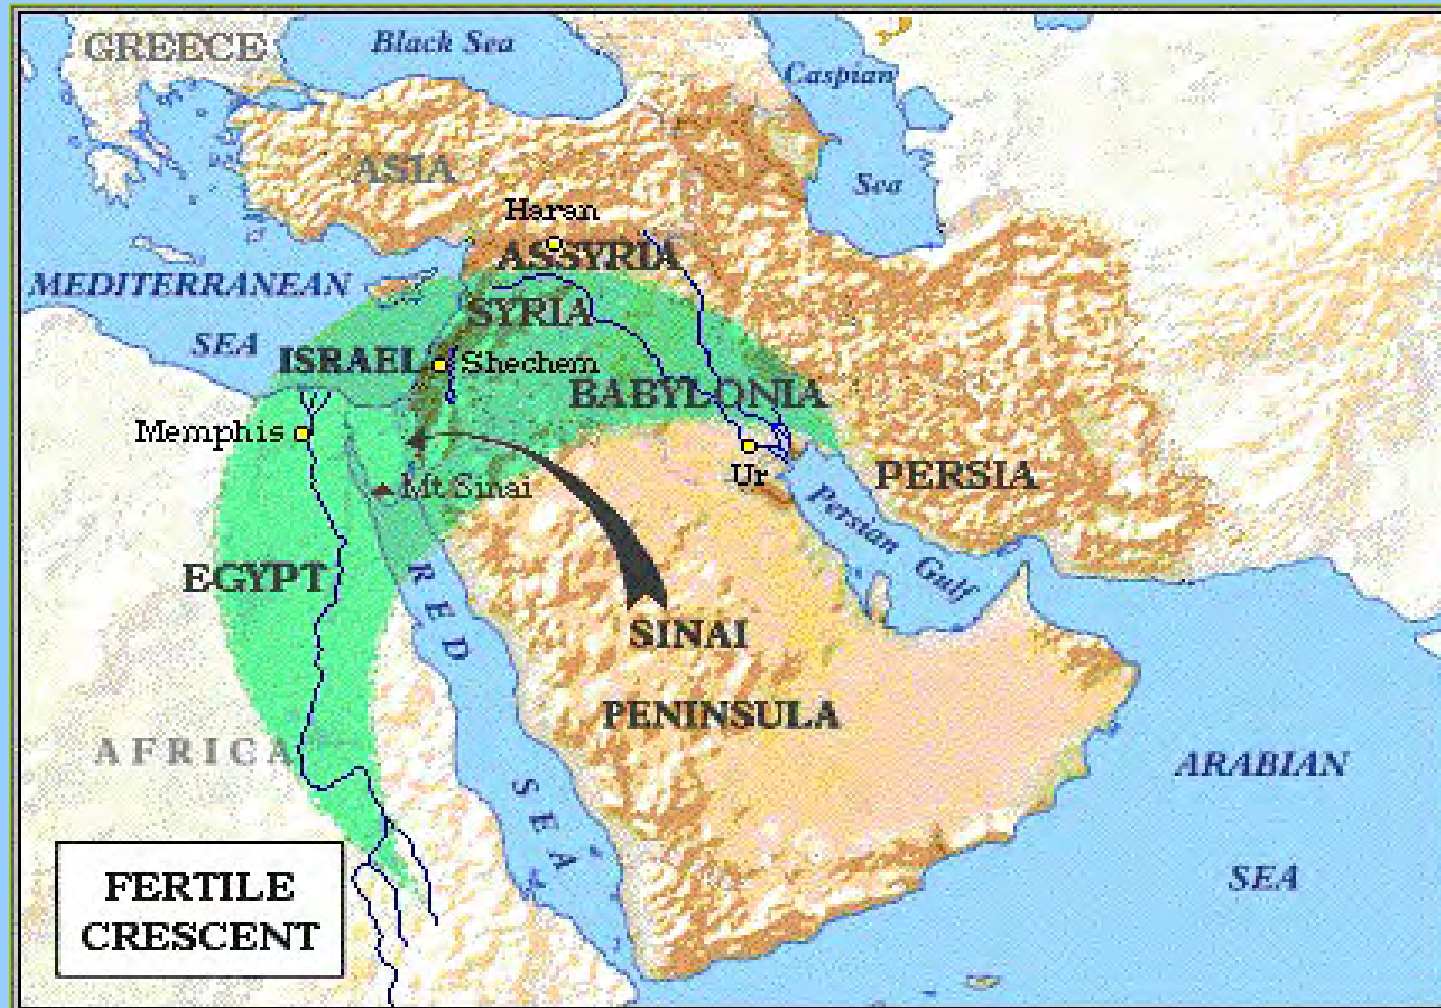 GREECE
Black Sea
Caspian
Sea
ASIA
Haran
ASSYRIA
MEDITERRANEAN
SEA
SYRIA
ISRAEL
Shechem
BABYLONIA
Memphis
Ur
PERSIA
Mt Sinai
Persian Gulf
EGYPT
RED SEA
SINAI
PENINSULA
AFRICA
ARABIAN
SEA
FERTILE
CRESCENT